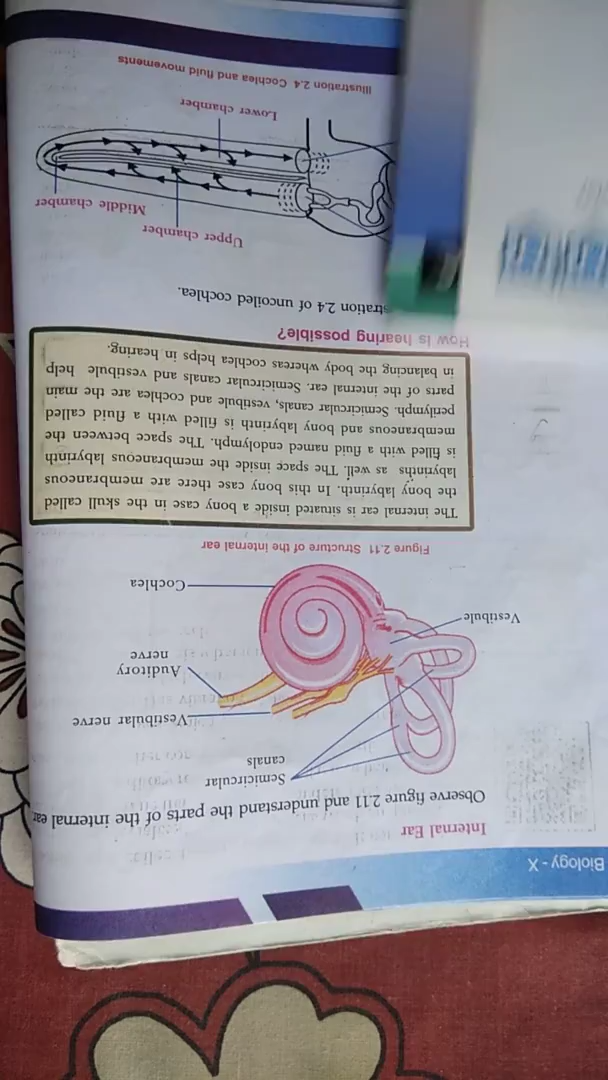 Biology - X
Internal Ear
Observe figure 2.11 and understand the parts of the internal ear
Semicircular
canals
Vestibular nerve
Auditory
nerve
Vestibule
Cochlea
Figure 2.11 Structure of the internal ear
The internal ear is situated inside a bony case in the skull called
the bony labyrinth. In this bony case there are membranous
labyrinths as well. The space inside the membranous labyrinth
is filled with a fluid named endolymph. The space between the
membranous and bony labyrinth is filled with a fluid called
perilymph. Semicircular canals, vestibule and cochlea are the main
parts of the internal ear. Semicircular canals and vestibule help
in balancing the body whereas cochlea helps in hearing.
How is hearing possible?
stration 2.4 of uncoiled cochlea.
Upper chamber
Middle chamber
Lower chamber
Illustration 2.4 Cochlea and fluid movements